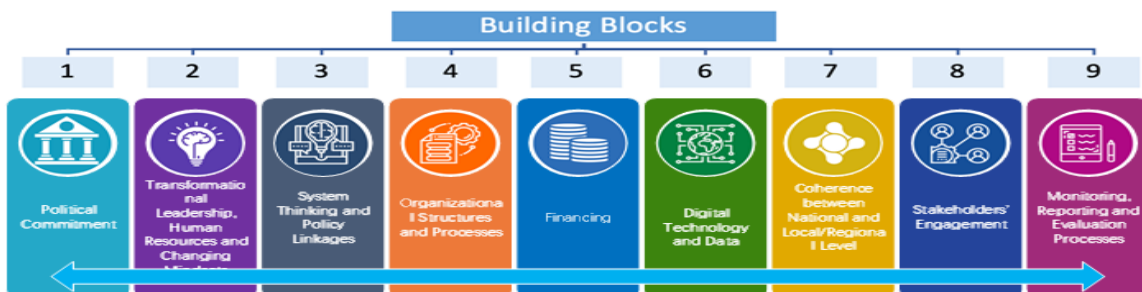 Building Blocks
1 2 3 4 5 6 7 8 9
Political
Commitment
Transformatio
nal
Leadership,
Human
Resources and
Changing
Mindsets
System
Thinking and
Policy
Linkages
Organizationa
l Structures
and Processes
Financing
Digital
Technology
and Data
Coherence
between
National and
Local/Regiona
l Level
Stakeholders'
Engagement
Monitoring,
Reporting and
Evaluation
Processes